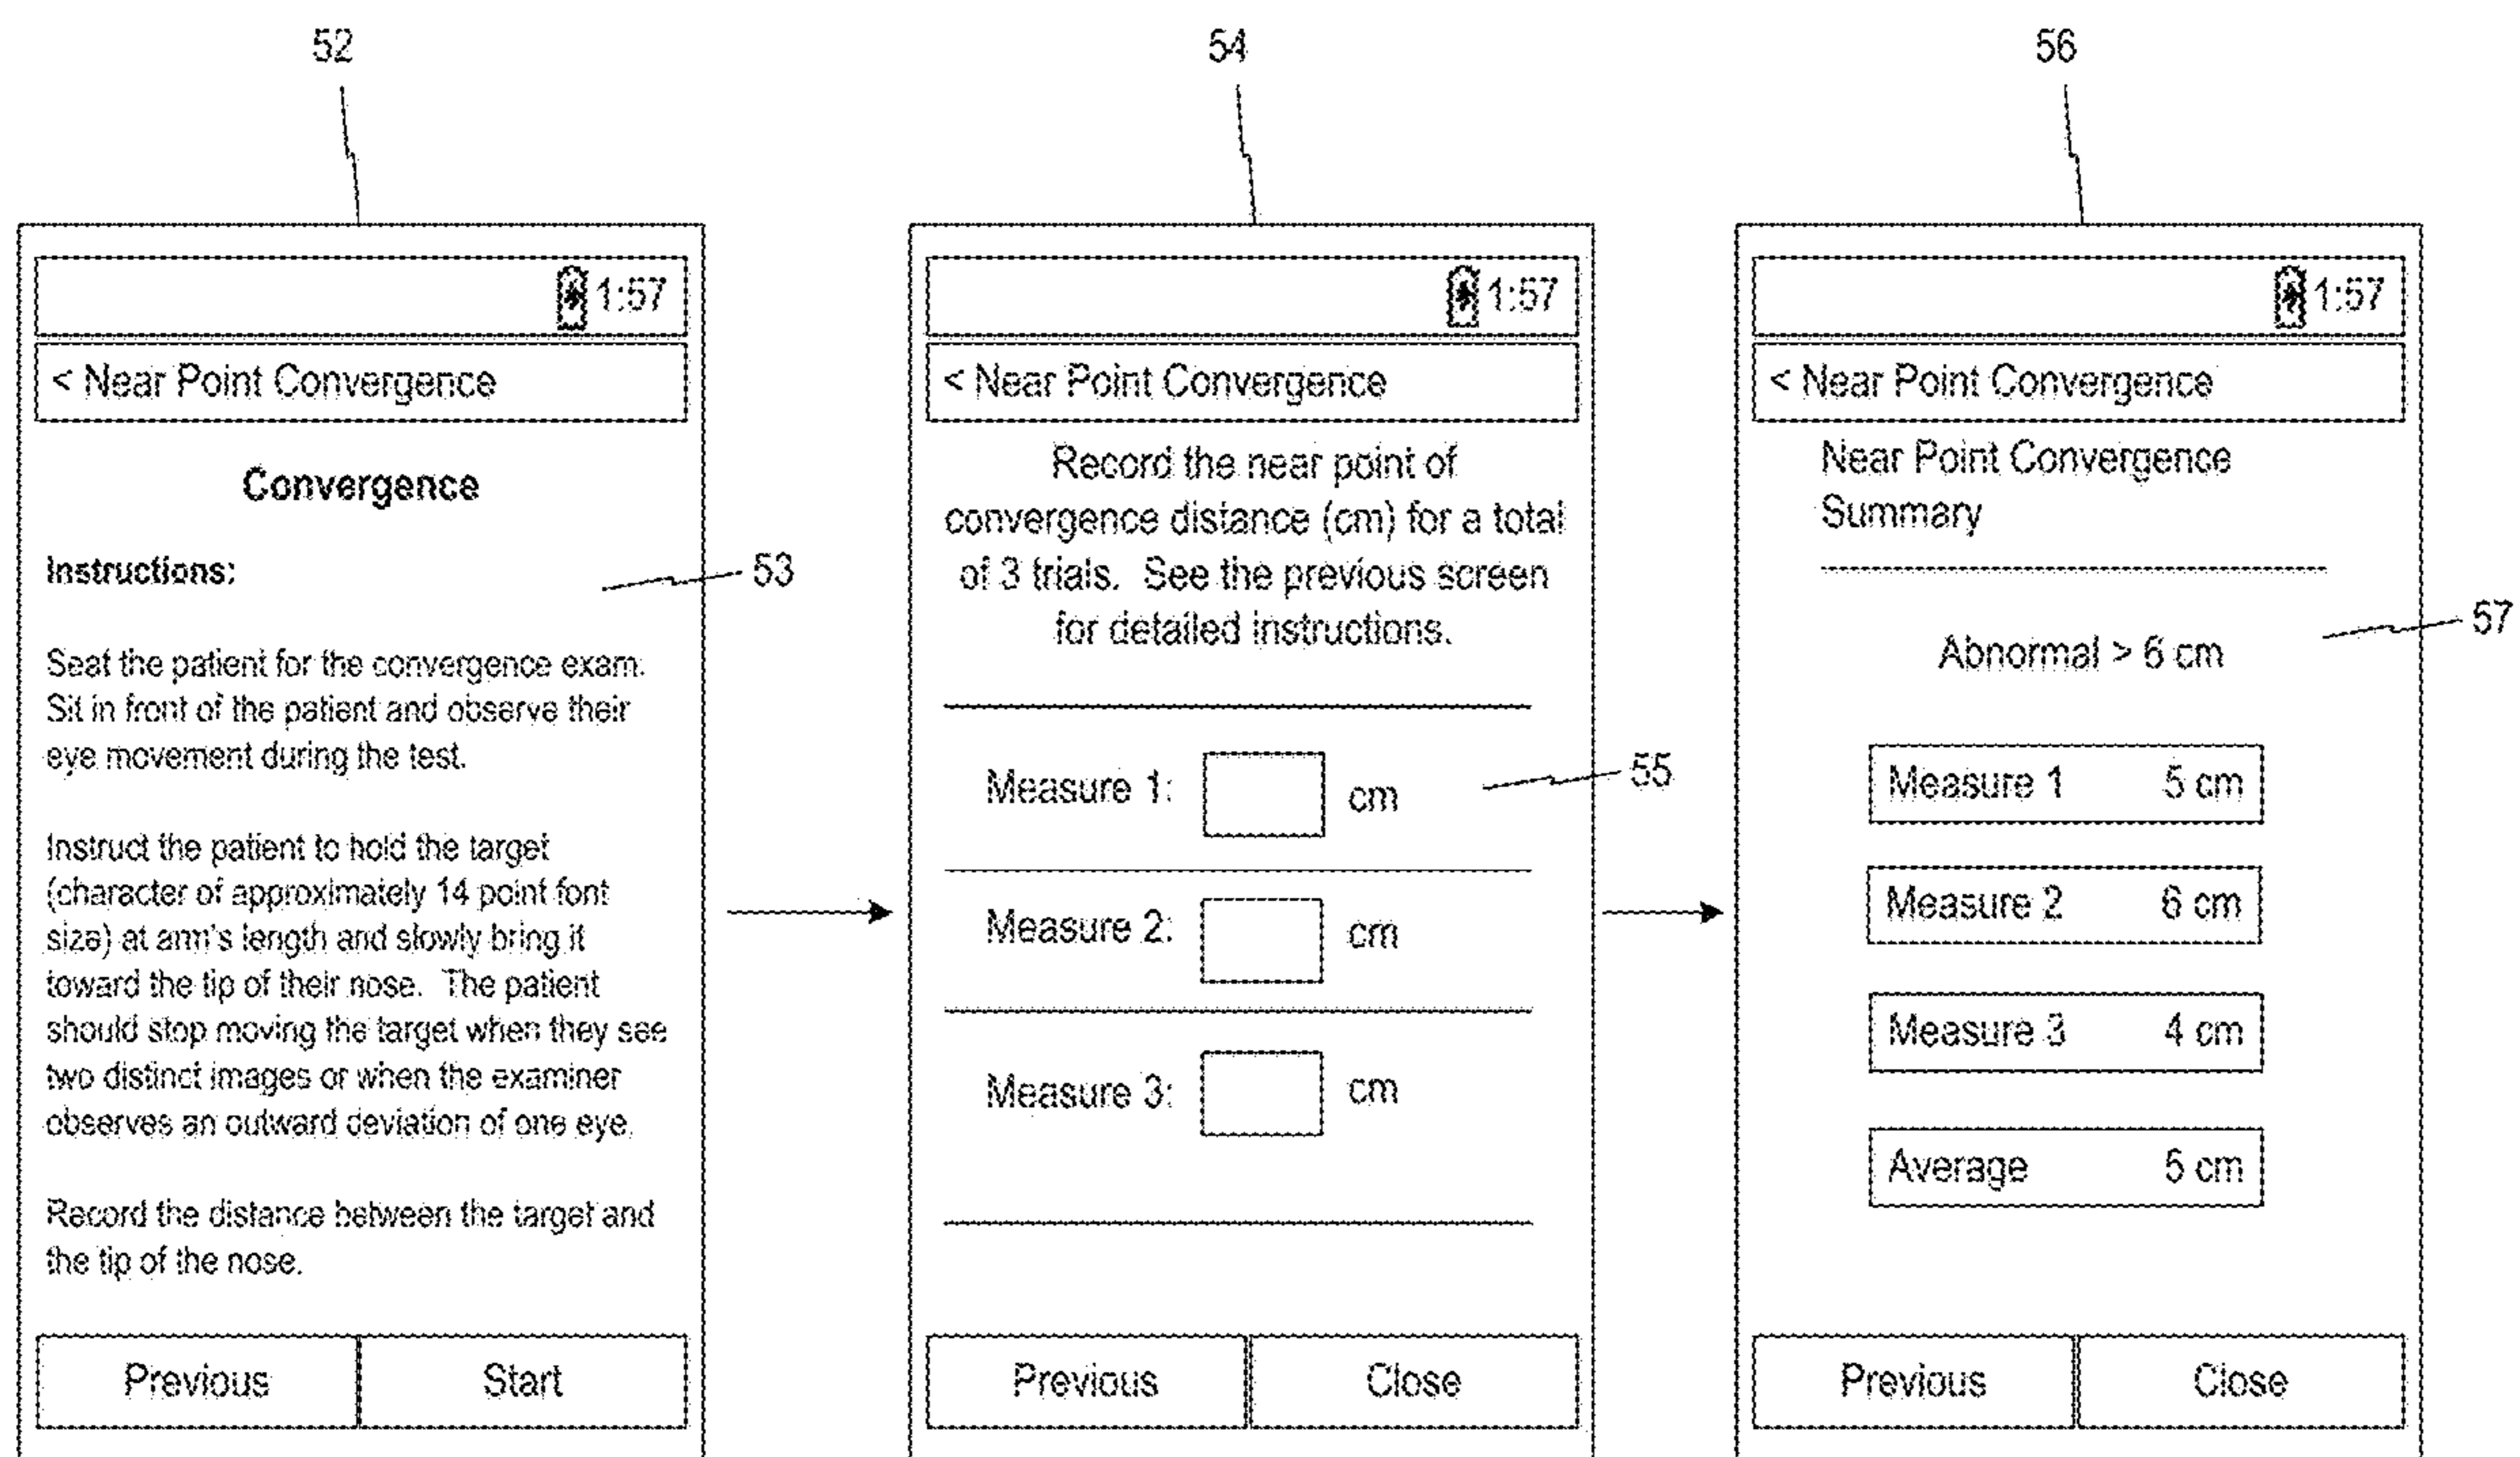 52
54
56
1:57
< Near Point Convergence
Convergence
Instructions:
53
Seat the patient for the convergence exam.
Sit in front of the patient and observe their
eye movement during the test.
Instruct the patient to hold the target
(character of approximately 14 point font
size) at arm's length and slowly bring it
toward the tip of their nose. The patient
should stop moving the target when they see
two distinct images or when the examiner
observes an outward deviation of one eye.
Record the distance between the target and
the tip of the nose.
Previous
Start
1:57
< Near Point Convergence
Record the near point of
convergence distance (cm) for a total
of 3 trials. See the previous screen
for detailed instructions.
Measure 1: cm
55
Measure 2: cm
Measure 3: cm
Previous
Close
1:57
< Near Point Convergence
Near Point Convergence
Summary
57
Abnormal > 6 cm
Measure 1 5 cm
Measure 2 6 cm
Measure 3 4 cm
Average 5 cm
Previous
Close